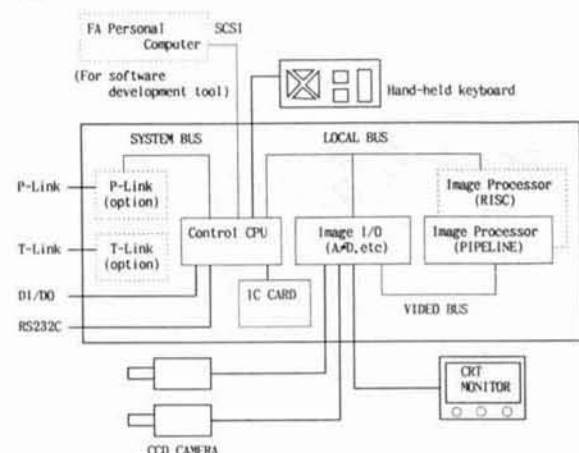 FA Personal
Computer
SCSI
(For software
development tool)
Hand-held keyboard
SYSTEM BUS
LOCAL BUS
P-Link
P-Link
(option)
Image Processor
(RISC)
T-Link
T-Link
(option)
Control CPU
Image I/O
(A⇄D,etc)
Image Processor
(PIPELINE)
DI/DO
IC CARD
VIDEO BUS
RS232C
CRT
MONITOR
CCD CAMERA